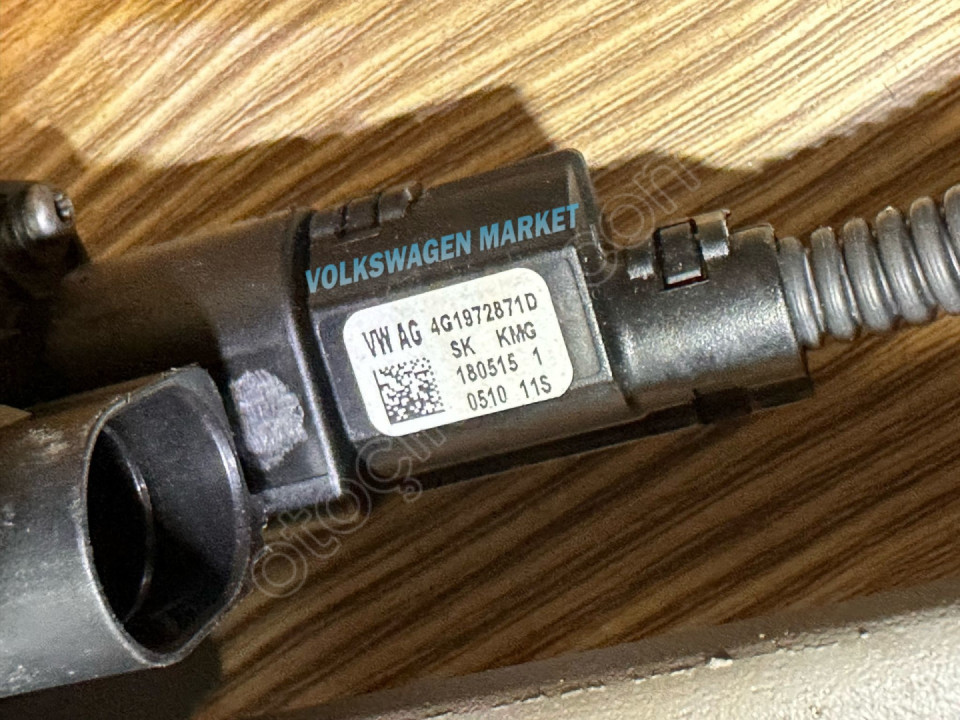 VOLKSWAGEN MARKET
VW AG 4G1972871D
SK KMG
180515 1
0510 11S